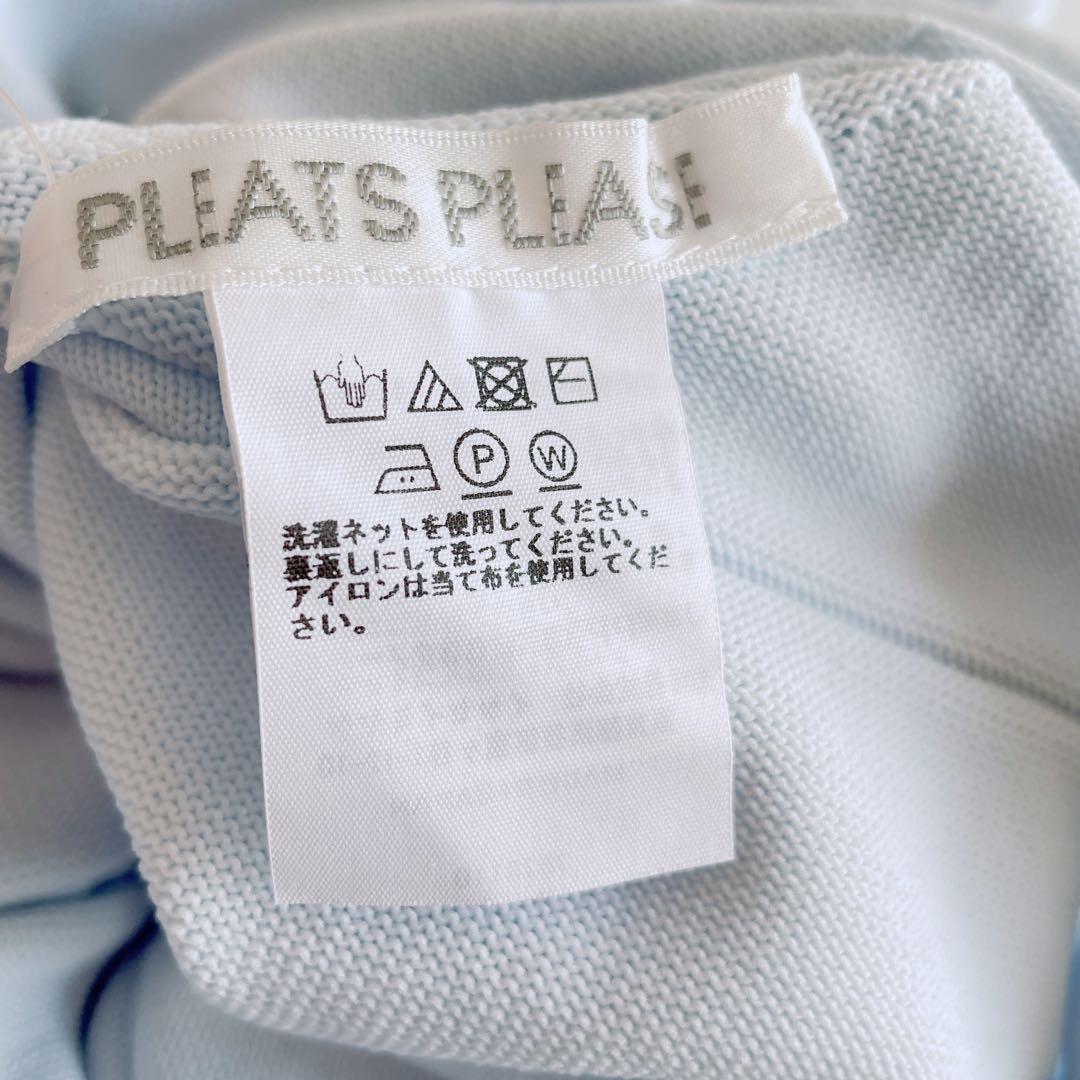 PLEATS PLEASE
P W
洗濯ネットを使用してください。
裏返しにして洗ってください。
アイロンは当て布を使用してくだ
さい。